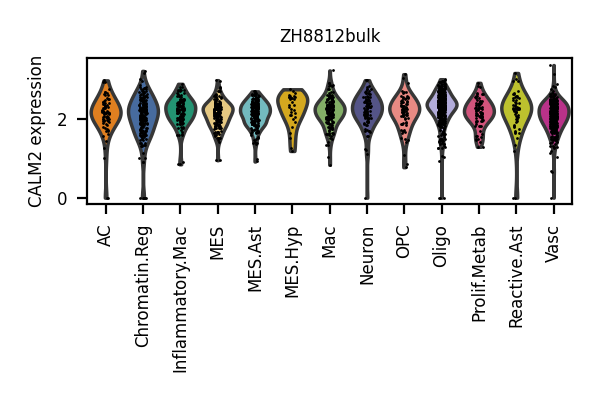 ZH8812bulk
CALM2 expression
2
0
AC
Chromatin.Reg
Inflammatory.Mac
MES
MES.Ast
MES.Hyp
Mac
Neuron
OPC
Oligo
Prolif.Metab
Reactive.Ast
Vasc